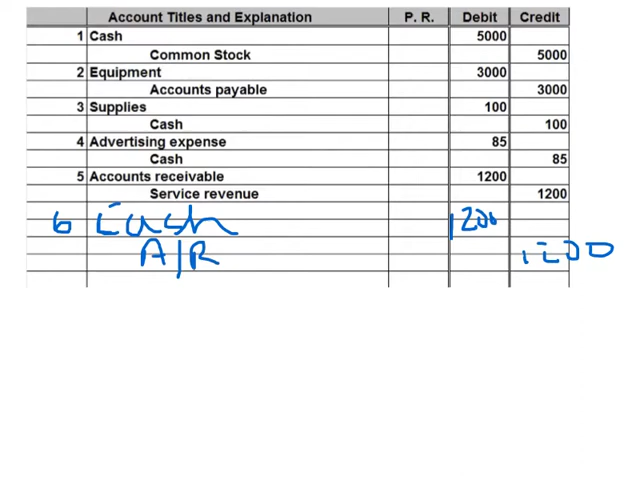 Account Titles and Explanation P. R. Debit Credit
1 Cash 5000
Common Stock 5000
2 Equipment 3000
Accounts payable 3000
3 Supplies 100
Cash 100
4 Advertising expense 85
Cash 85
5 Accounts receivable 1200
Service revenue 1200
6 Cash 1200
A/R 1200